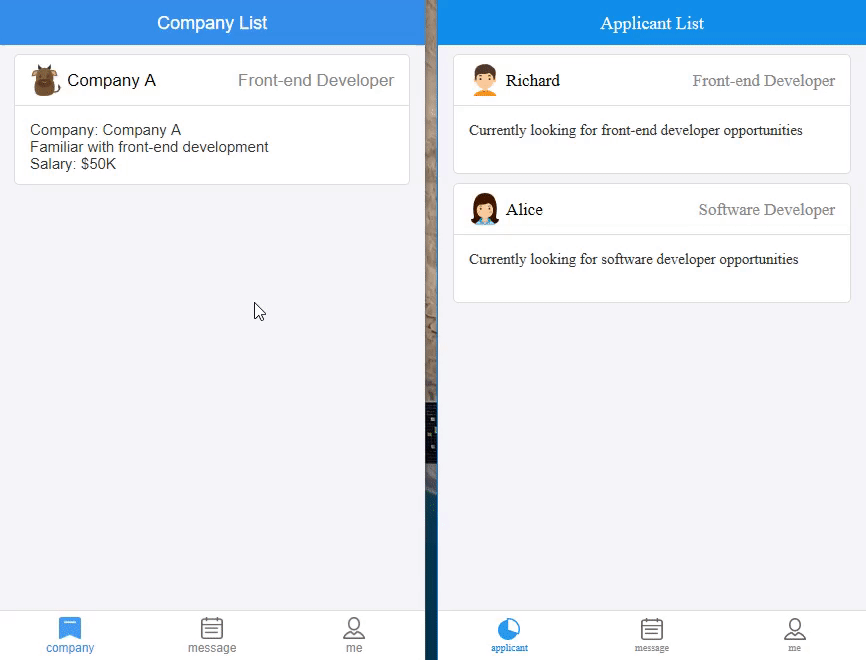 Company List
Company A Front-end Developer
Company: Company A
Familiar with front-end development
Salary: $50K
company message me
Applicant List
Richard Front-end Developer
Currently looking for front-end developer opportunities
Alice Software Developer
Currently looking for software developer opportunities
applicant message me